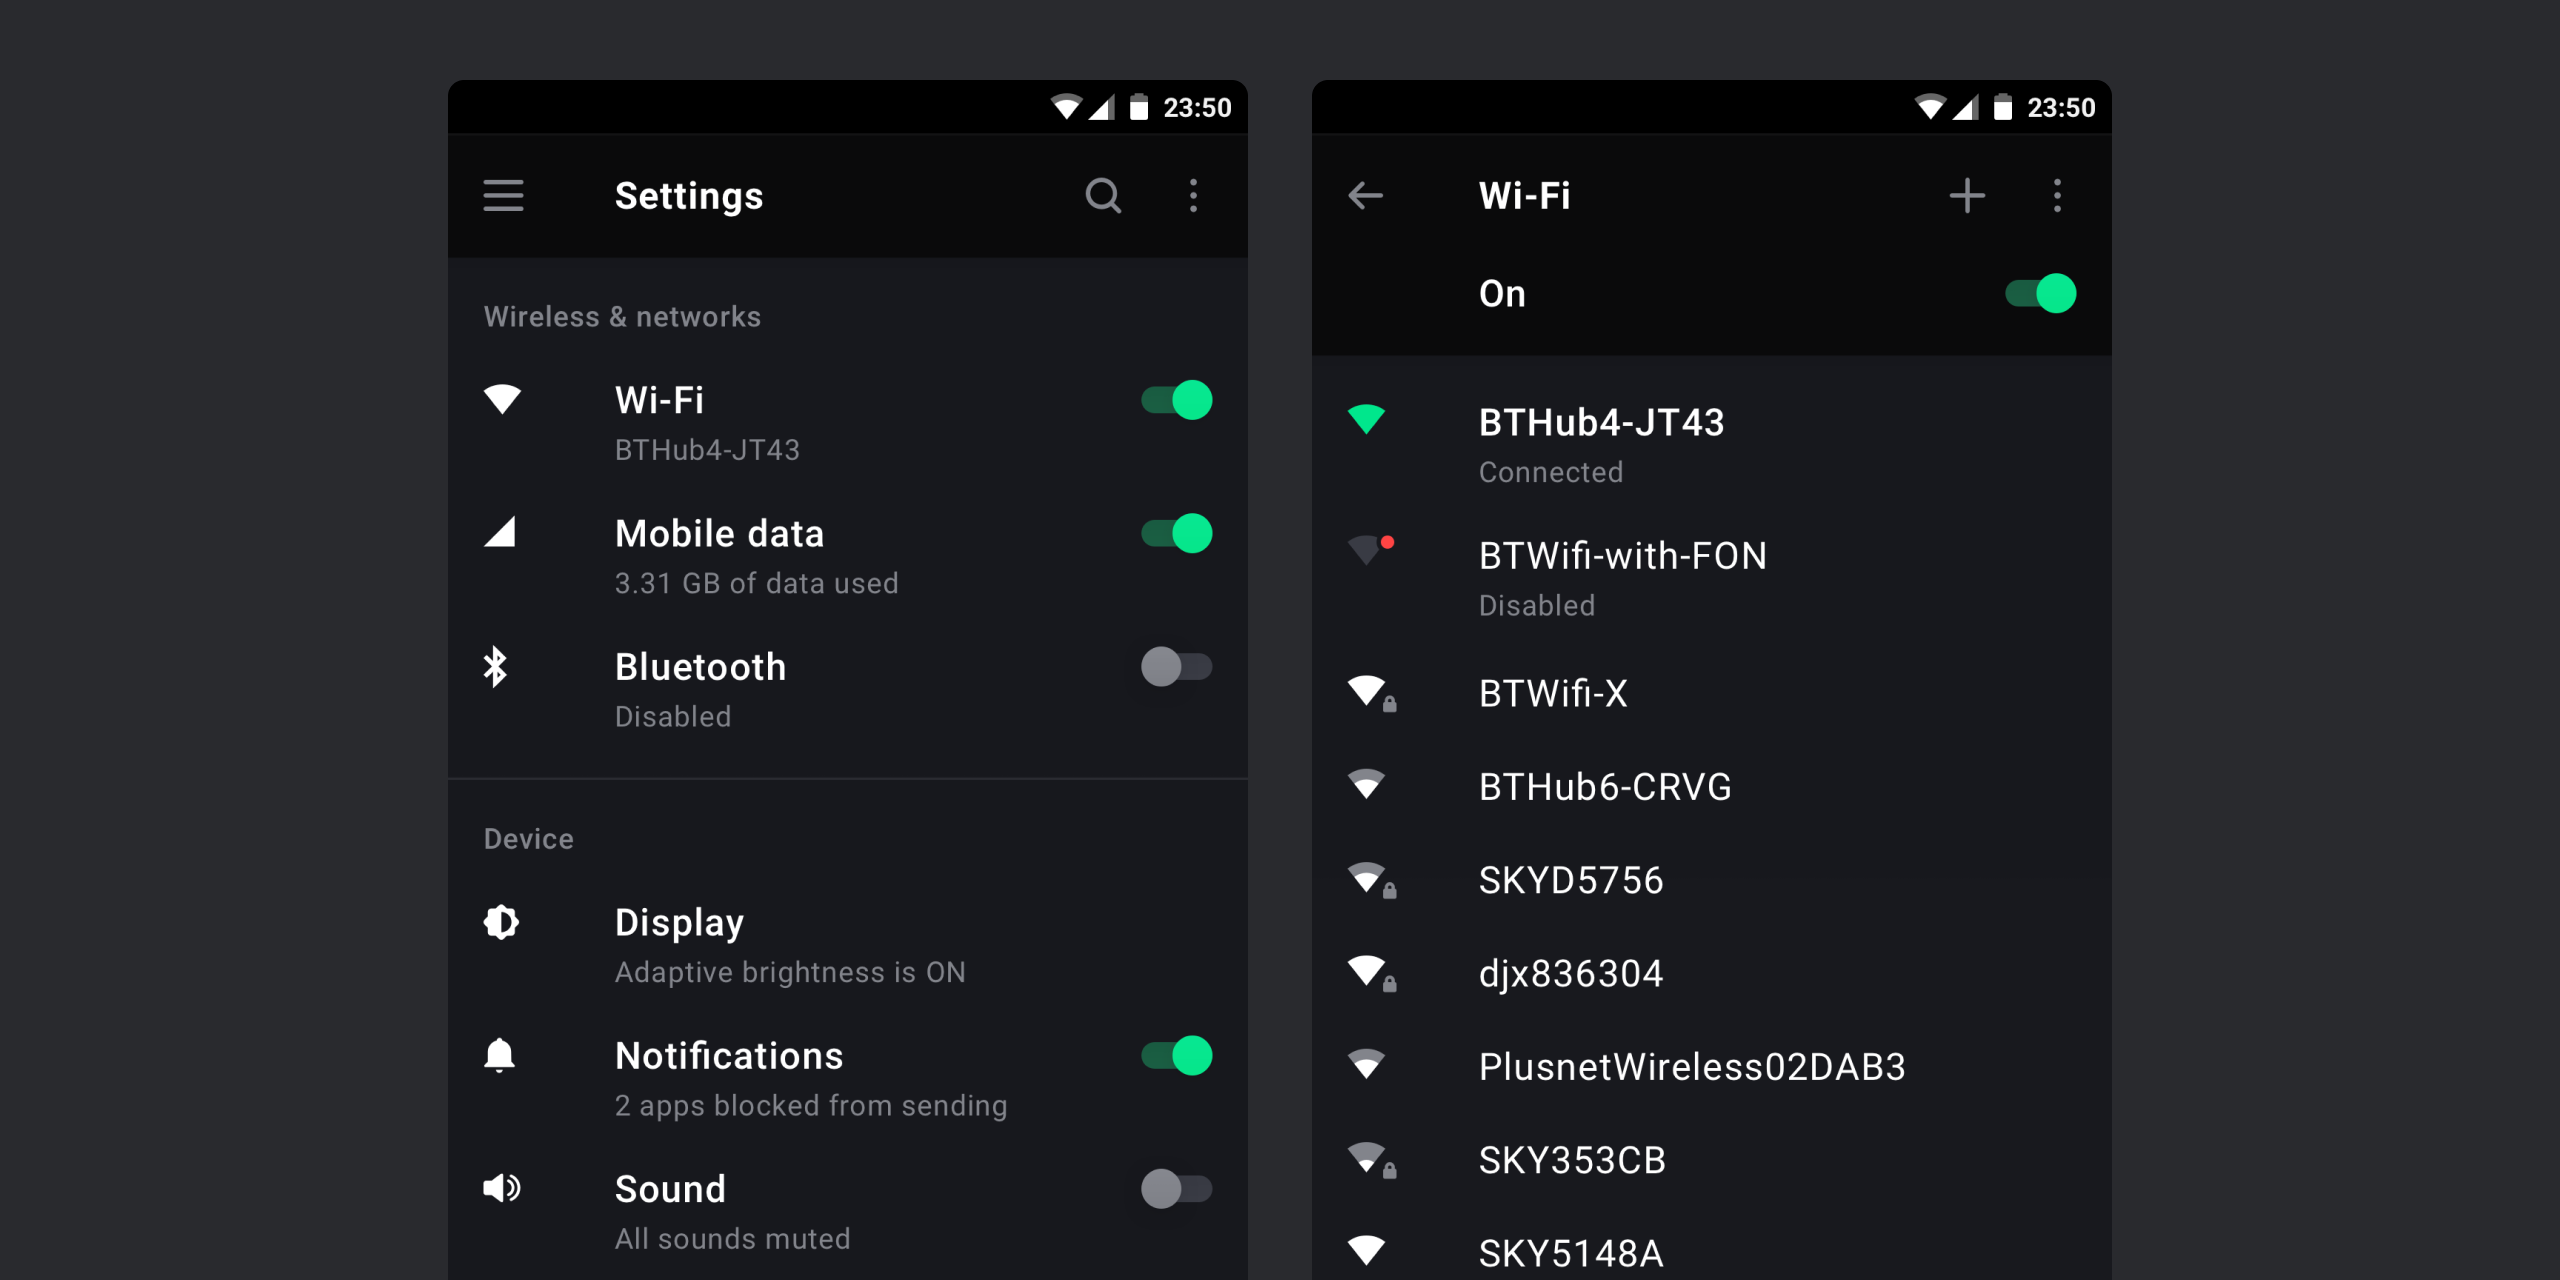 23:50
Settings
Wireless & networks
Wi-Fi
BTHub4-JT43
Mobile data
3.31 GB of data used
Bluetooth
Disabled
Device
Display
Adaptive brightness is ON
Notifications
2 apps blocked from sending
Sound
All sounds muted
23:50
Wi-Fi
On
BTHub4-JT43
Connected
BTWifi-with-FON
Disabled
BTWifi-X
BTHub6-CRVG
SKYD5756
djx836304
PlusnetWireless02DAB3
SKY353CB
SKY5148A